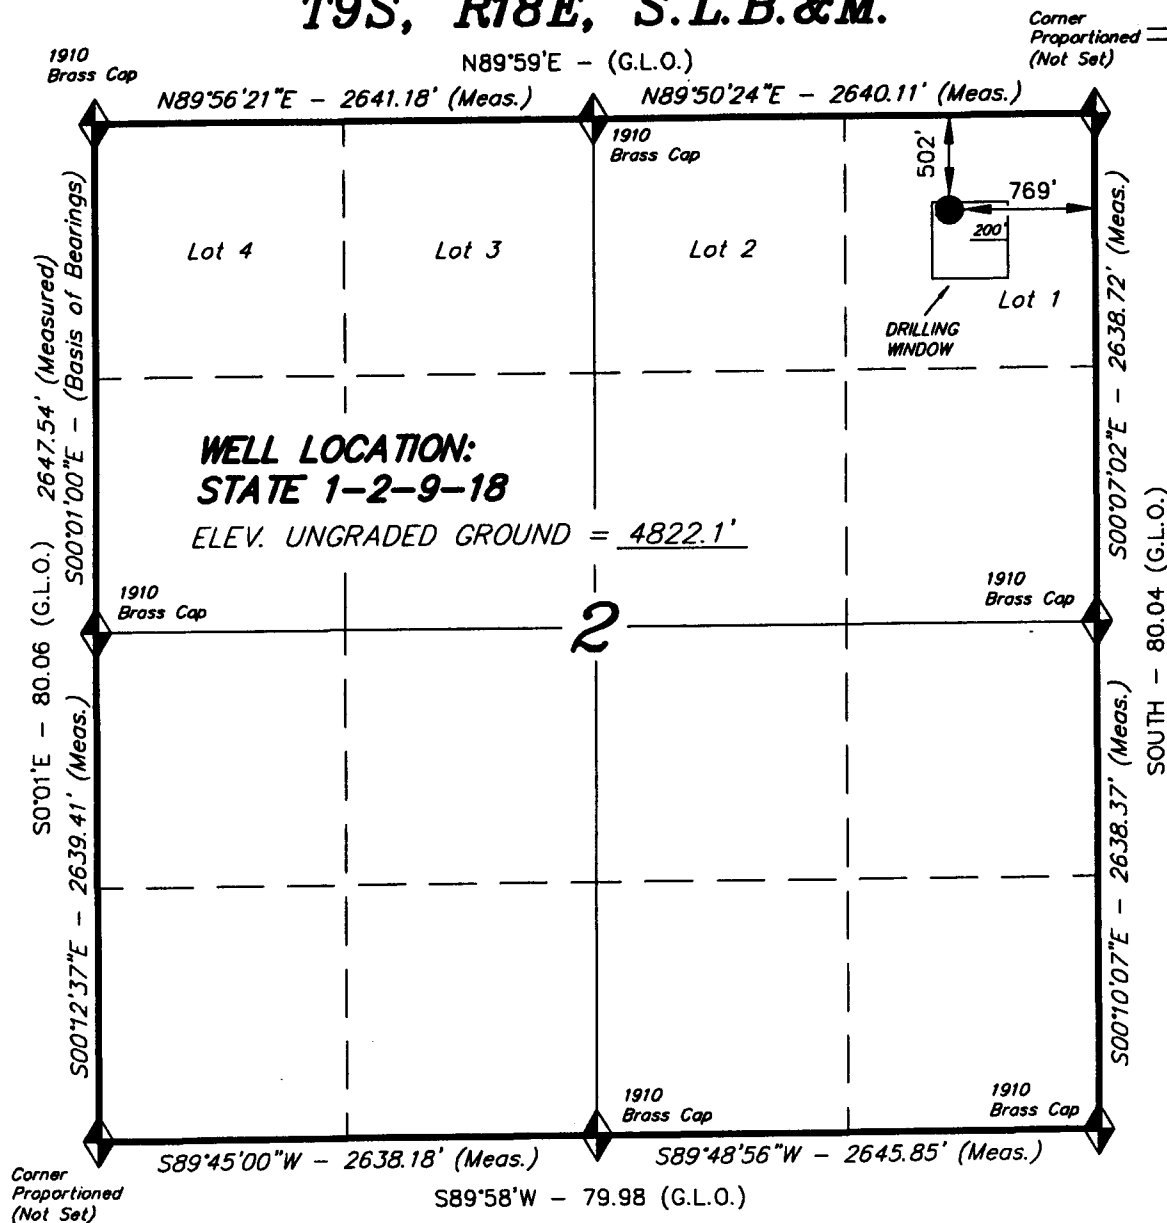 T9S, R18E, S.L.B.&M.
Corner
Proportioned
(Not Set)
1910
Brass Cap
N89°59'E - (G.L.O.)
N89°56'21"E - 2641.18' (Meas.)
N89°50'24"E - 2640.11' (Meas.)
1910
Brass Cap
502'
769'
200'
Lot 4
Lot 3
Lot 2
Lot 1
DRILLING
WINDOW
2647.54' (Measured)
S00°01'00"E - (Basis of Bearings)
S00°07'02"E - 2638.72' (Meas.)
WELL LOCATION:
STATE 1-2-9-18
ELEV. UNGRADED GROUND = 4822.1'
1910
Brass Cap
2
1910
Brass Cap
S0°01'E - 80.06 (G.L.O.)
SOUTH - 80.04 (G.L.O.)
S00°12'37"E - 2639.41' (Meas.)
S00°10'07"E - 2638.37' (Meas.)
1910
Brass Cap
1910
Brass Cap
Corner
Proportioned
(Not Set)
S89°45'00"W - 2638.18' (Meas.)
S89°48'56"W - 2645.85' (Meas.)
S89°58'W - 79.98 (G.L.O.)